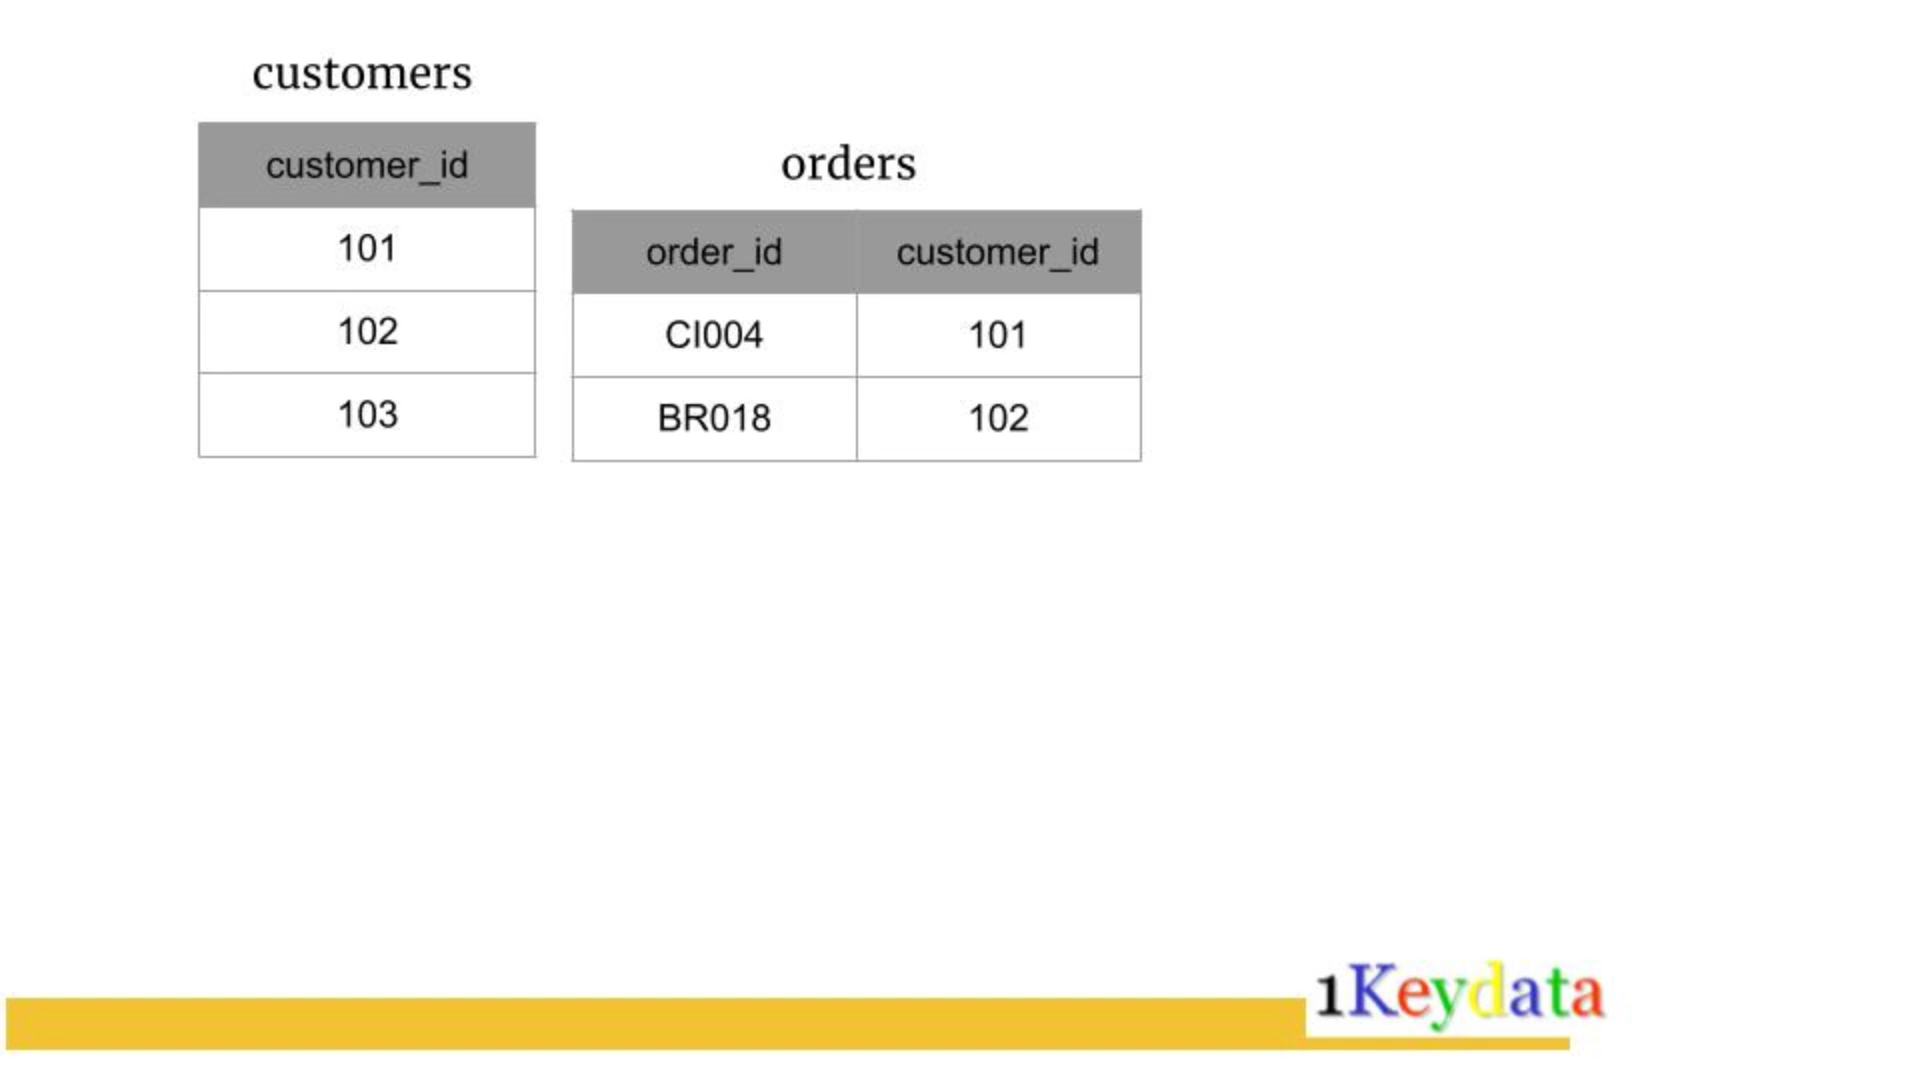 customers
customer_id
101
102
103
orders
order_id customer_id
CI004 101
BR018 102
1Keydata